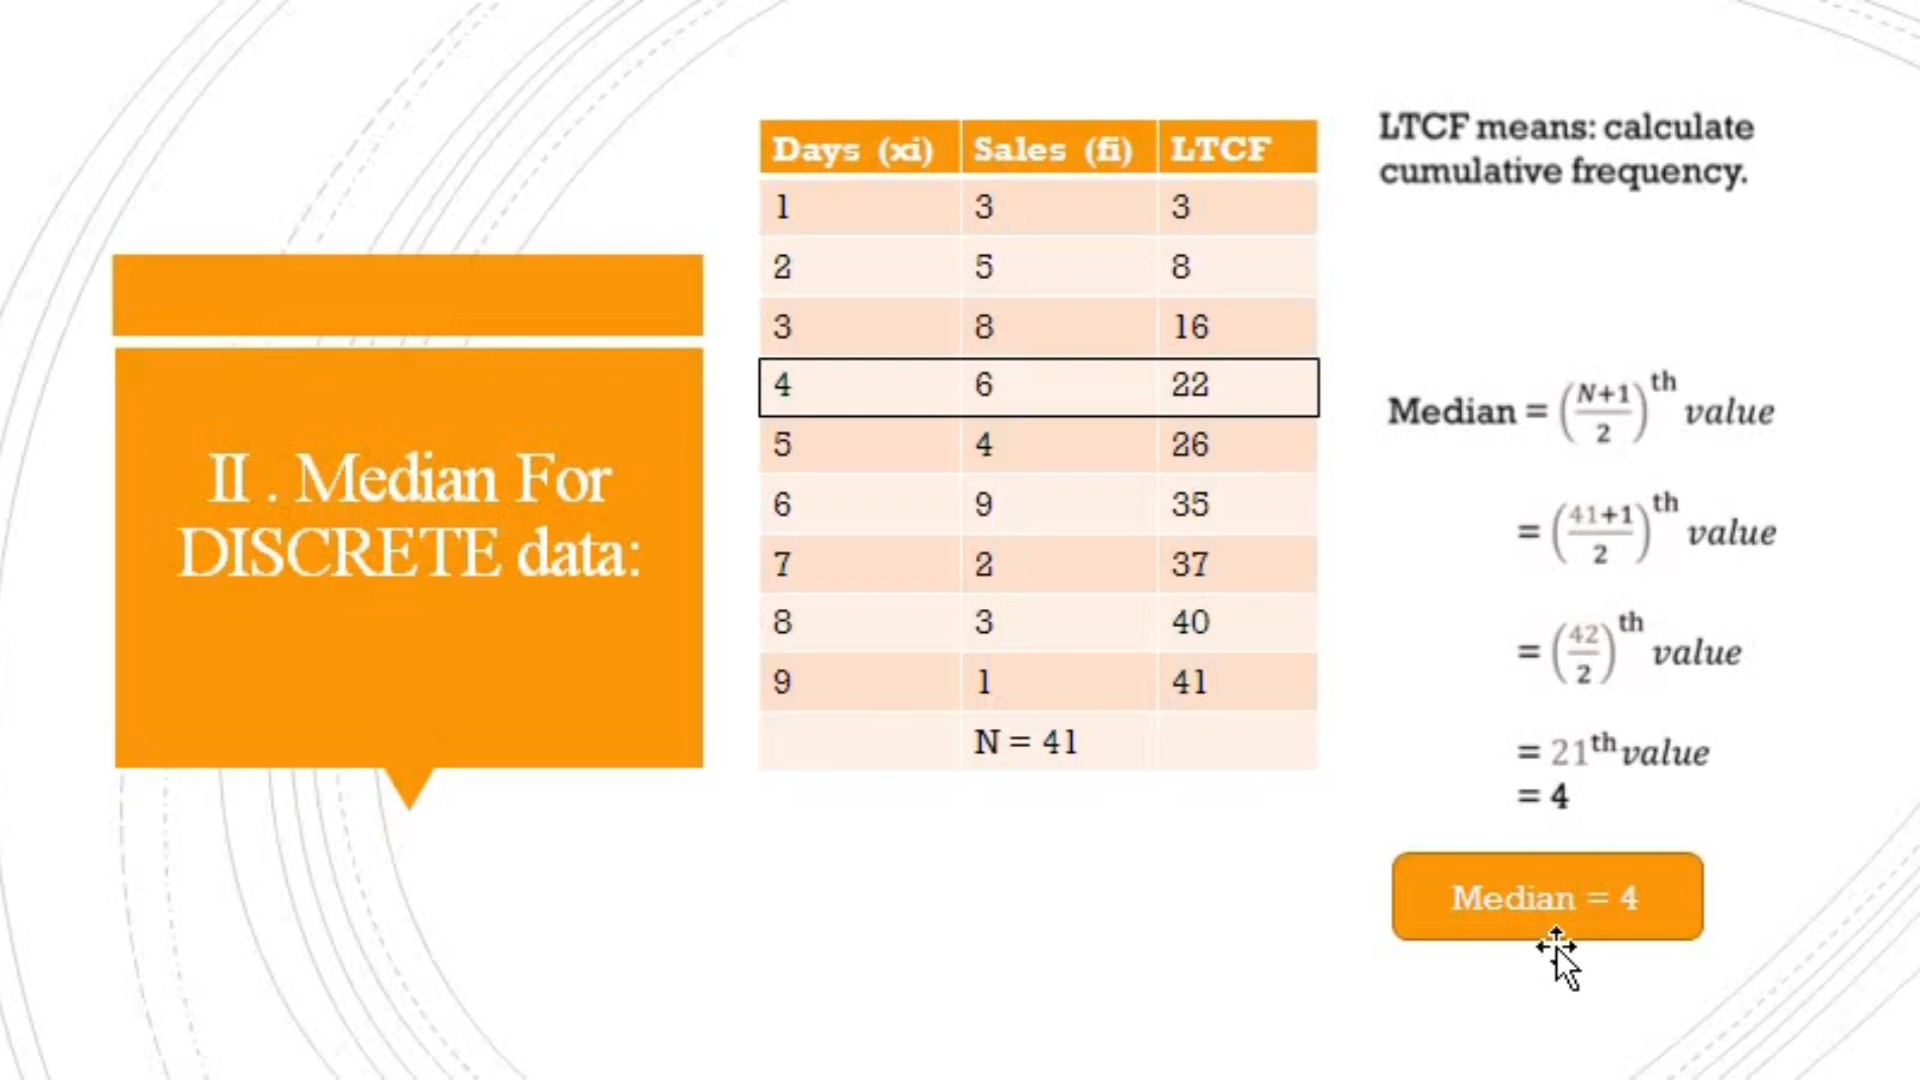 II . Median For
DISCRETE data:
Days (xi) Sales (fi) LTCF
1 3 3
2 5 8
3 8 16
4 6 22
5 4 26
6 9 35
7 2 37
8 3 40
9 1 41
N = 41
LTCF means: calculate
cumulative frequency.
Median = (N+1/2)th value
= (41+1/2)th value
= (42/2)th value
= 21th value
= 4
Median = 4